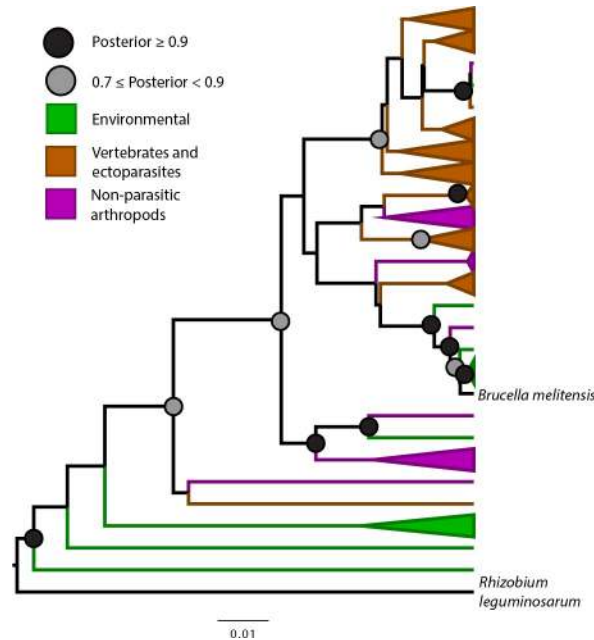 Posterior ≥ 0.9
0.7 ≤ Posterior < 0.9
Environmental
Vertebrates and
ectoparasites
Non-parasitic
arthropods
Brucella melitensis
Rhizobium
leguminosarum
0.01